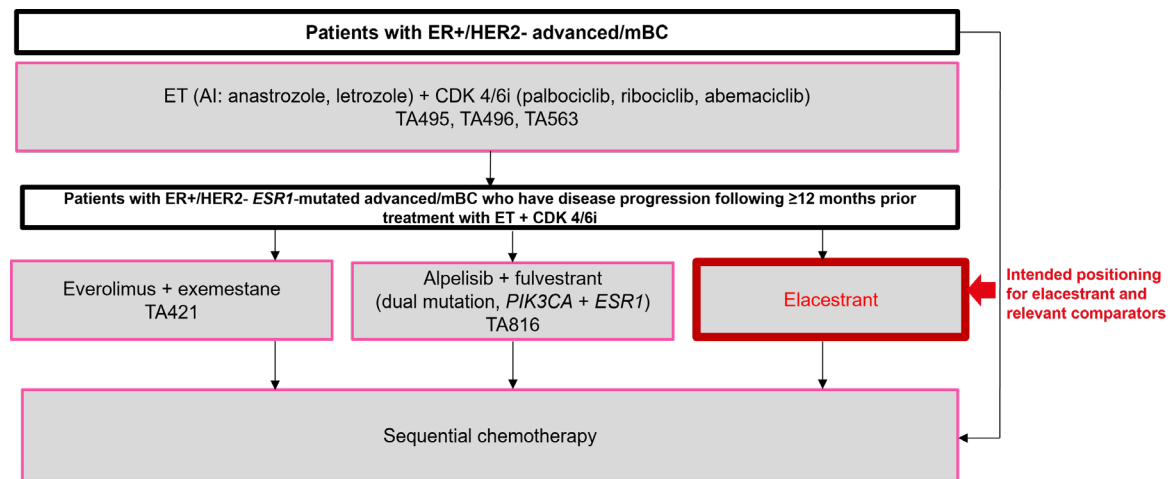 Patients with ER+/HER2- advanced/mBC
ET (AI: anastrozole, letrozole) + CDK 4/6i (palbociclib, ribociclib, abemaciclib)
TA495, TA496, TA563
Patients with ER+/HER2- ESR1-mutated advanced/mBC who have disease progression following ≥12 months prior
treatment with ET + CDK 4/6i
Everolimus + exemestane
TA421
Alpelisib + fulvestrant
(dual mutation, PIK3CA + ESR1)
TA816
Elacestrant
Intended positioning
for elacestrant and
relevant comparators
Sequential chemotherapy